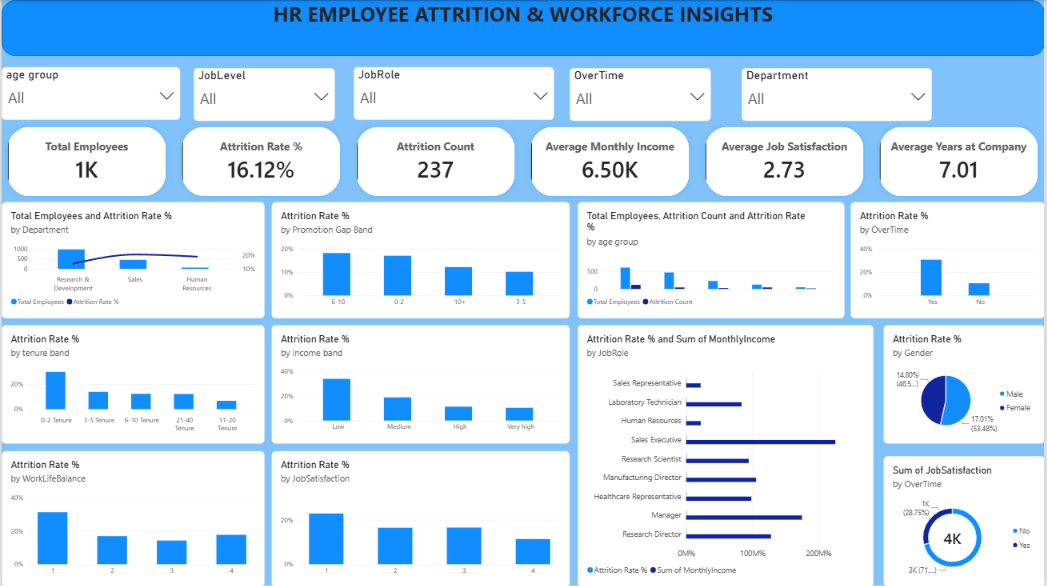 HR EMPLOYEE ATTRITION & WORKFORCE INSIGHTS
age group
All
JobLevel
All
JobRole
All
OverTime
All
Department
All
Total Employees
1K
Attrition Rate %
16.12%
Attrition Count
237
Average Monthly Income
6.50K
Average Job Satisfaction
2.73
Average Years at Company
7.01
Total Employees and Attrition Rate %
by Department
1000
500
0
20%
10%
Research &
Development
Sales
Human
Resources
Total Employees Attrition Rate %
Attrition Rate %
by Promotion Gap Band
20%
10%
0%
6-10
0-2
10+
3-5
Total Employees, Attrition Count and Attrition Rate
%
by age group
500
0
Total Employees Attrition Count
Attrition Rate %
by OverTime
40%
20%
0%
Yes
No
Attrition Rate %
by tenure band
20%
0%
0-2 Tenure
3-5 Tenure
6-10 Tenure
21-40
Tenure
11-20
Tenure
Attrition Rate %
by income band
40%
20%
0%
Low
Medium
High
Very high
Attrition Rate % and Sum of MonthlyIncome
by JobRole
Sales Representative
Laboratory Technician
Human Resources
Sales Executive
Research Scientist
Manufacturing Director
Healthcare Representative
Manager
Research Director
0M%
100M%
200M%
Attrition Rate % Sum of MonthlyIncome
Attrition Rate %
by Gender
14.80%
(46.5...)
17.01%
(53.48%)
Male
Female
Attrition Rate %
by WorkLifeBalance
40%
20%
0%
1
2
3
4
Attrition Rate %
by JobSatisfaction
20%
0%
1
2
3
4
Sum of JobSatisfaction
by OverTime
1K
(28.75%)
4K
3K (71....)
No
Yes